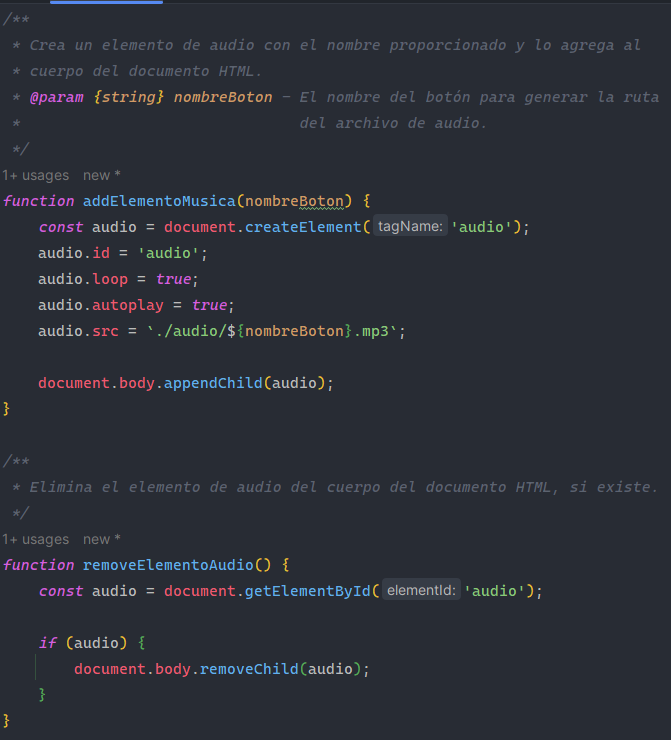 /**
 * Crea un elemento de audio con el nombre proporcionado y lo agrega al
 * cuerpo del documento HTML.
 * @param {string} nombreBoton - El nombre del botón para generar la ruta
 *                               del archivo de audio.
 */
1+ usages   new *
function addElementoMusica(nombreBoton) {
    const audio = document.createElement( tagName: 'audio');
    audio.id = 'audio';
    audio.loop = true;
    audio.autoplay = true;
    audio.src = `./audio/${nombreBoton}.mp3`;
    document.body.appendChild(audio);
}
/**
 * Elimina el elemento de audio del cuerpo del documento HTML, si existe.
 */
1+ usages   new *
function removeElementoAudio() {
    const audio = document.getElementById( elementId: 'audio');
    if (audio) {
        document.body.removeChild(audio);
    }
}